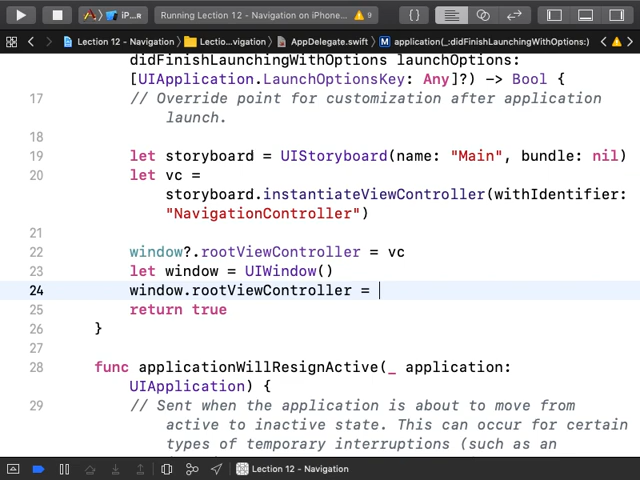 iP...R
Running Lection 12 - Navigation on iPhone...
9
Lection 12 - Navigation
Lectio...vigation
AppDelegate.swift
M
application(_:didFinishLaunchingWithOptions:)
didFinishLaunchingWithOptions launchOptions:
[UIApplication.LaunchOptionsKey: Any]?) -> Bool {
17 // Override point for customization after application
launch.
18
19 let storyboard = UIStoryboard(name: "Main", bundle: nil)
20 let vc =
storyboard.instantiateViewController(withIdentifier:
"NavigationController")
21
22 window?.rootViewController = vc
23 let window = UIWindow()
24 window.rootViewController =
25 return true
26 }
27
28 func applicationWillResignActive(_ application:
UIApplication) {
29 // Sent when the application is about to move from
active to inactive state. This can occur for certain
types of temporary interruptions (such as an
Lection 12 - Navigation